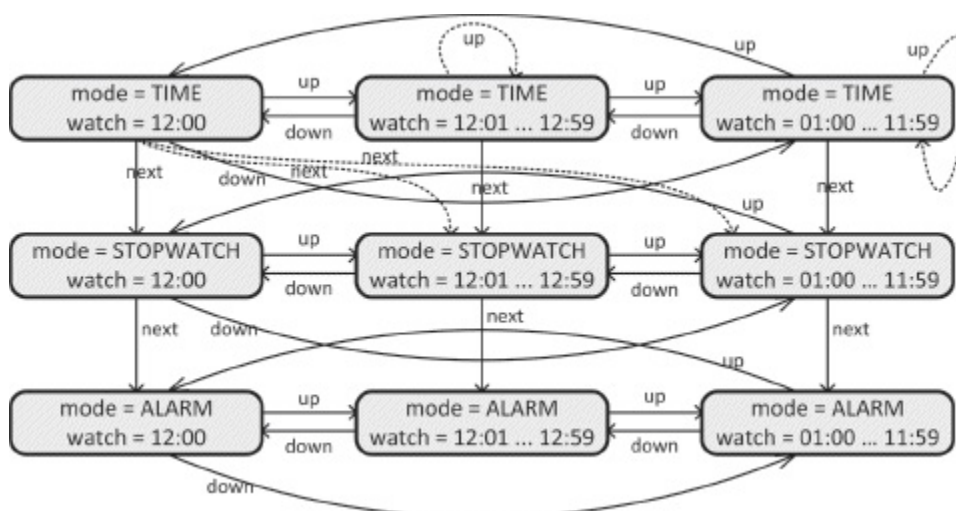 up
up
up
mode = TIME
watch = 12:00
up
down
mode = TIME
watch = 12:01 ... 12:59
up
down
mode = TIME
watch = 01:00 ... 11:59
next
down
next
next
next
next
up
mode = STOPWATCH
watch = 12:00
up
down
mode = STOPWATCH
watch = 12:01 ... 12:59
up
down
mode = STOPWATCH
watch = 01:00 ... 11:59
next
down
next
next
up
mode = ALARM
watch = 12:00
up
down
mode = ALARM
watch = 12:01 ... 12:59
up
down
mode = ALARM
watch = 01:00 ... 11:59
down